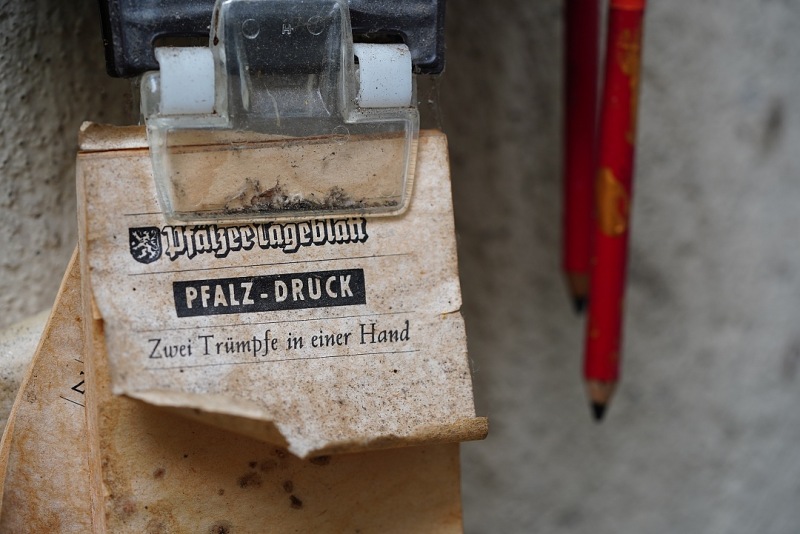 Pfälzer Tageblatt
PFALZ-DRUCK
Zwei Trümpfe in einer Hand